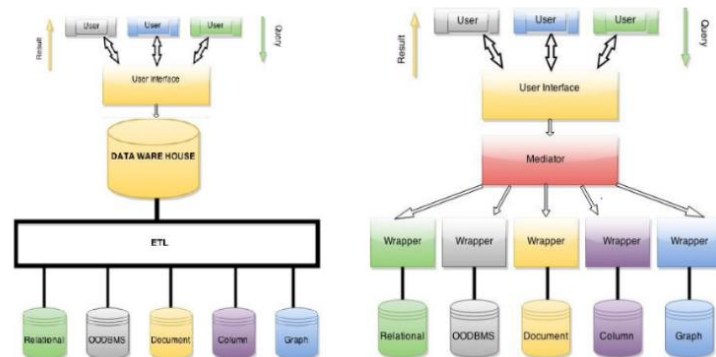 User User User
Result
Query
User Interface
DATA WARE HOUSE
ETL
Relational OODBMS Document Column Graph
User User User
Result
Query
User Interface
Mediator
Wrapper Wrapper Wrapper Wrapper Wrapper
Relational OODBMS Document Column Graph